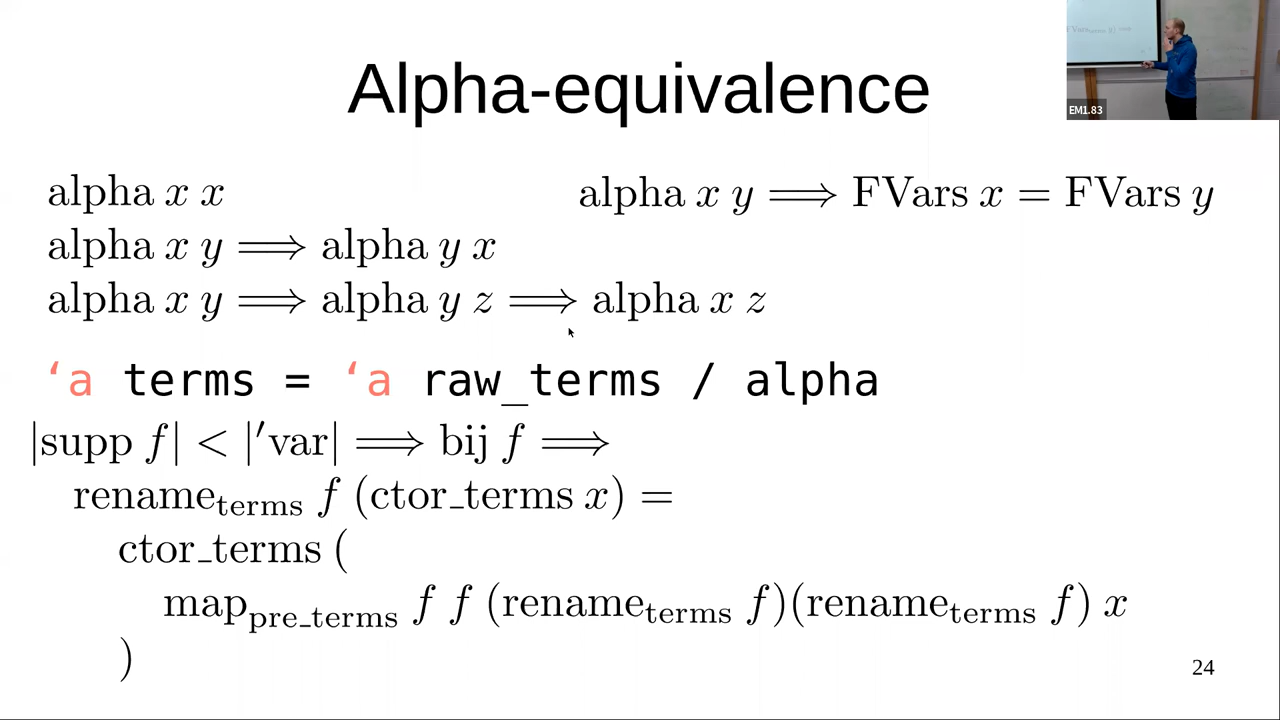 Alpha-equivalence
EM1.83
alpha x x
alpha x y ⟹ FVars x = FVars y
alpha x y ⟹ alpha y x
alpha x y ⟹ alpha y z ⟹ alpha x z
‘a terms = ‘a raw_terms / alpha
|supp f| < |′var| ⟹ bij f ⟹
rename_terms f (ctor_terms x) =
ctor_terms (
map_pre_terms f f (rename_terms f)(rename_terms f) x
)
24